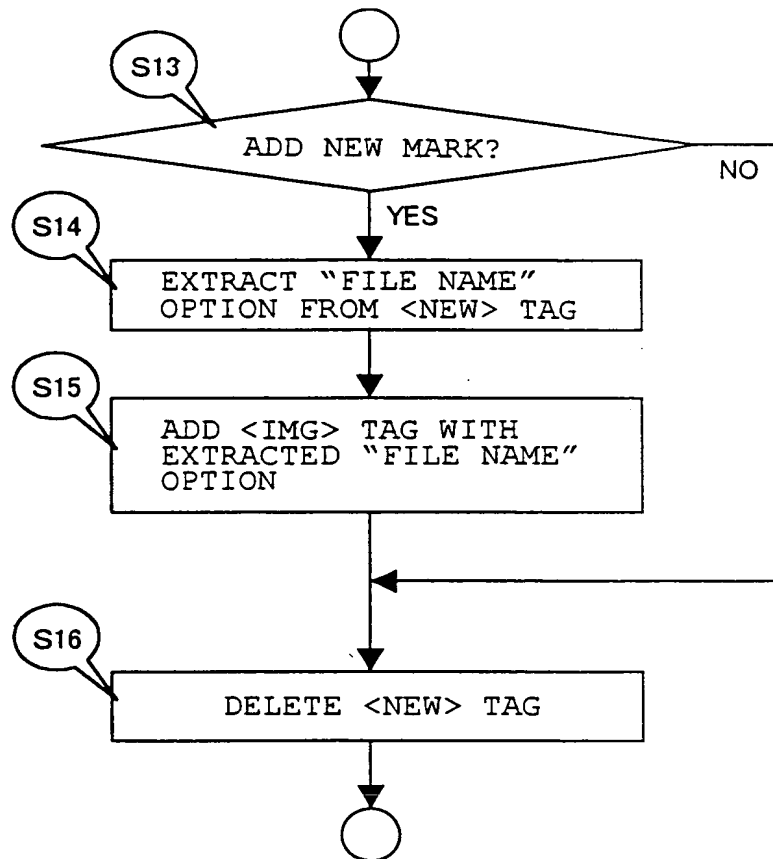 S13
ADD NEW MARK?
NO
YES
S14
EXTRACT “FILE NAME”
OPTION FROM <NEW> TAG
S15
ADD <IMG> TAG WITH
EXTRACTED “FILE NAME”
OPTION
S16
DELETE <NEW> TAG